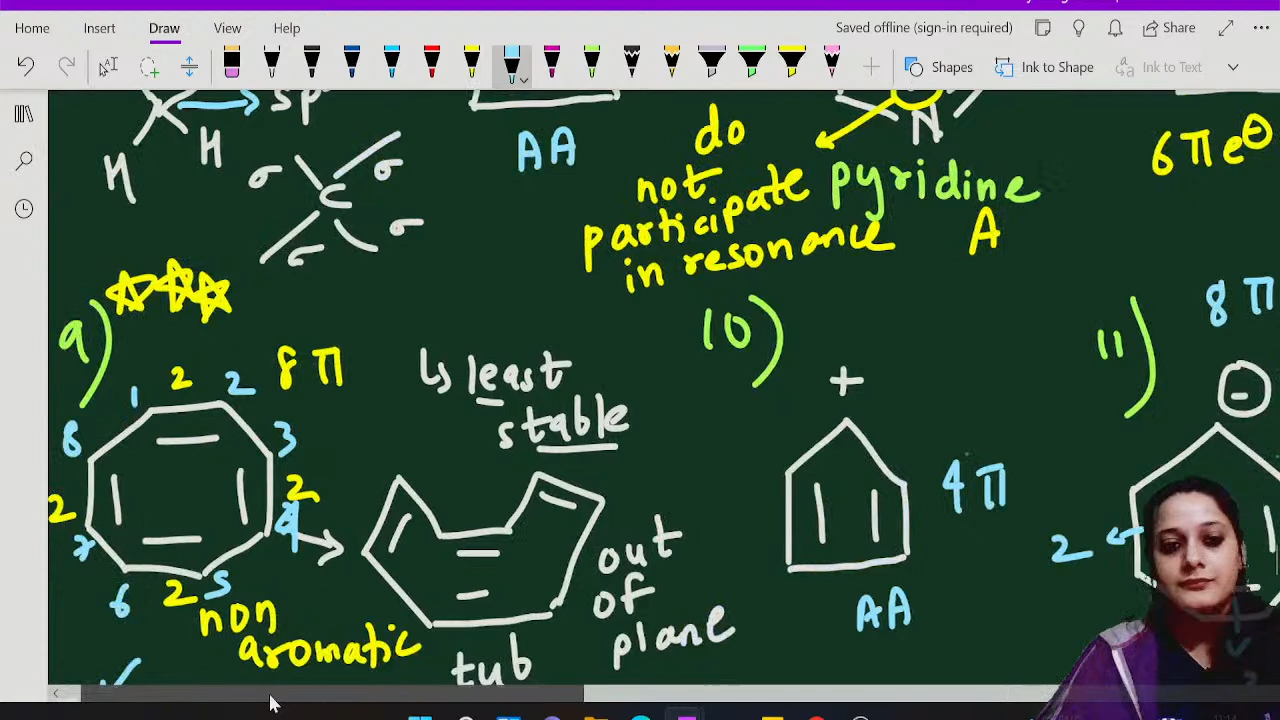 Home Insert Draw View Help
Saved offline (sign-in required)
Share
Shapes
Ink to Shape
Ink to Text
sp
H
H
AA
σ
σ
C
σ
σ
do
not
participate
in resonance
N
pyridine
A
6πe⊖
9)
8π
1
2
2
3
2
4
5
2
6
7
2
8
non
aromatic
↳ least
stable
out
of
plane
tub
10)
+
4π
AA
11)
8π
⊖
2